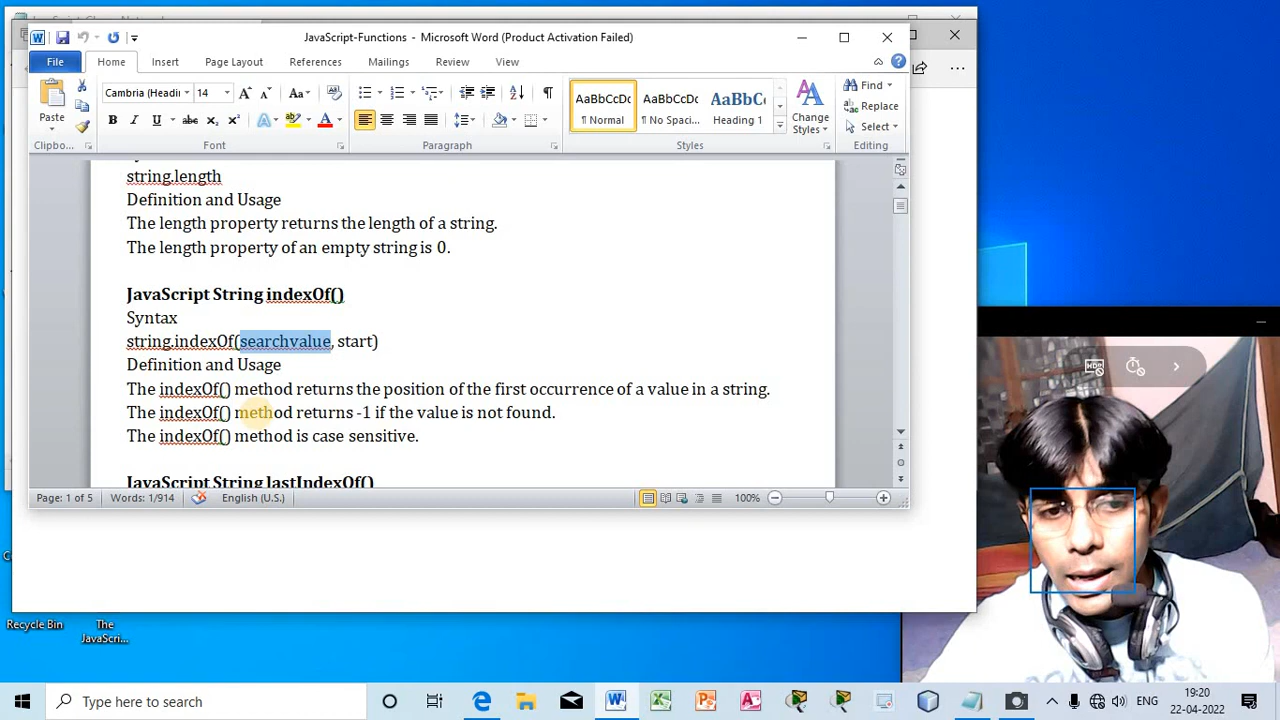 JavaScript-Functions - Microsoft Word (Product Activation Failed)
File
Home
Insert
Page Layout
References
Mailings
Review
View
Paste
Clipbo...
Cambria (Headi
14
Aa
B I U abc x₂ x²
A
Font
Paragraph
AaBbCcDc
¶ Normal
AaBbCcDc
¶ No Spaci...
AaBbC
Heading 1
Change
Styles
Styles
Find
Replace
Select
Editing
string.length
Definition and Usage
The length property returns the length of a string.
The length property of an empty string is 0.
JavaScript String indexOf()
Syntax
string.indexOf(searchvalue, start)
Definition and Usage
The indexOf() method returns the position of the first occurrence of a value in a string.
The indexOf() method returns -1 if the value is not found.
The indexOf() method is case sensitive.
JavaScript String lastIndexOf()
Page: 1 of 5
Words: 1/914
English (U.S.)
100%
HDR
Recycle Bin
The
JavaScri...
Type here to search
ENG
19:20
22-04-2022